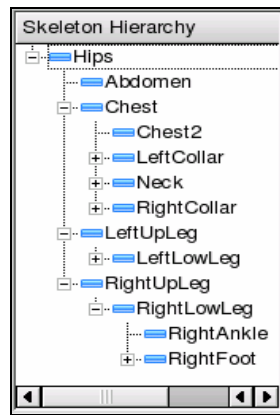 Skeleton Hierarchy
Hips
Abdomen
Chest
Chest2
LeftCollar
Neck
RightCollar
LeftUpLeg
LeftLowLeg
RightUpLeg
RightLowLeg
RightAnkle
RightFoot